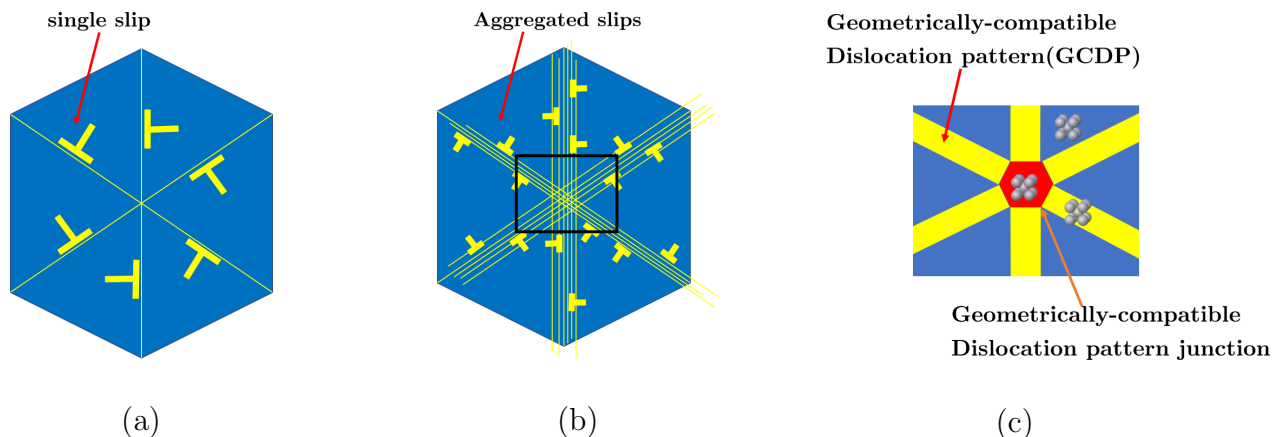 single slip
Aggregated slips
Geometrically-compatible
Dislocation pattern(GCDP)
Geometrically-compatible
Dislocation pattern junction
(a)
(b)
(c)